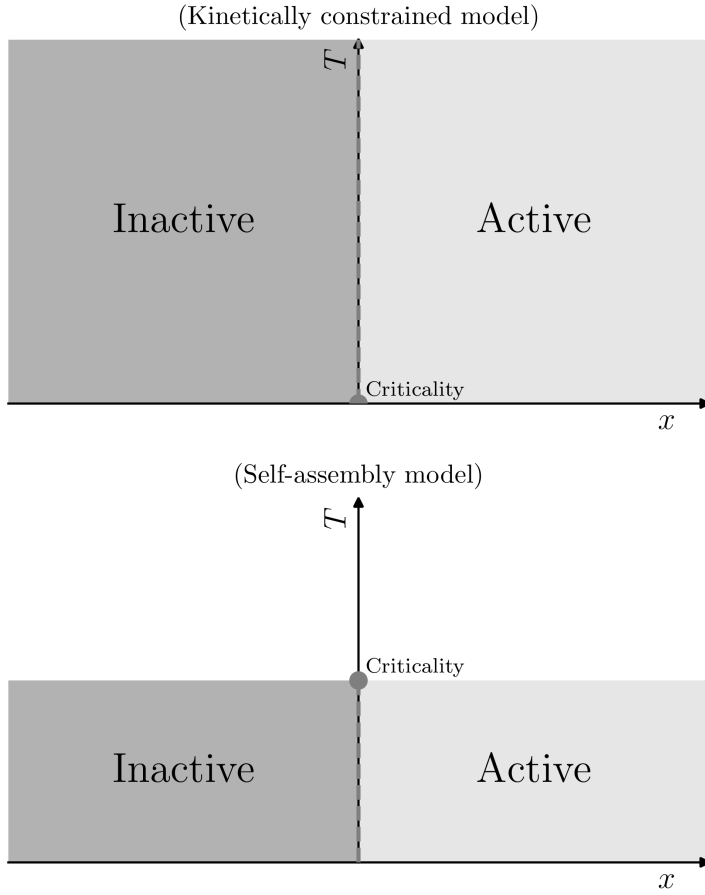 (Kinetically constrained model)
T
Inactive
Active
Criticality
x
(Self-assembly model)
T
Criticality
Inactive
Active
x